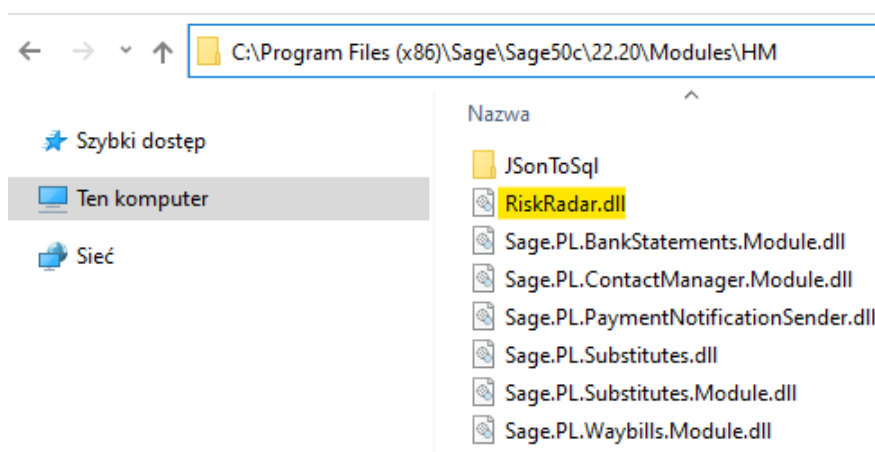 C:\Program Files (x86)\Sage\Sage50c\22.20\Modules\HM
Szybki dostęp
Ten komputer
Sieć
Nazwa
JSonToSql
RiskRadar.dll
Sage.PL.BankStatements.Module.dll
Sage.PL.ContactManager.Module.dll
Sage.PL.PaymentNotificationSender.dll
Sage.PL.Substitutes.dll
Sage.PL.Substitutes.Module.dll
Sage.PL.Waybills.Module.dll